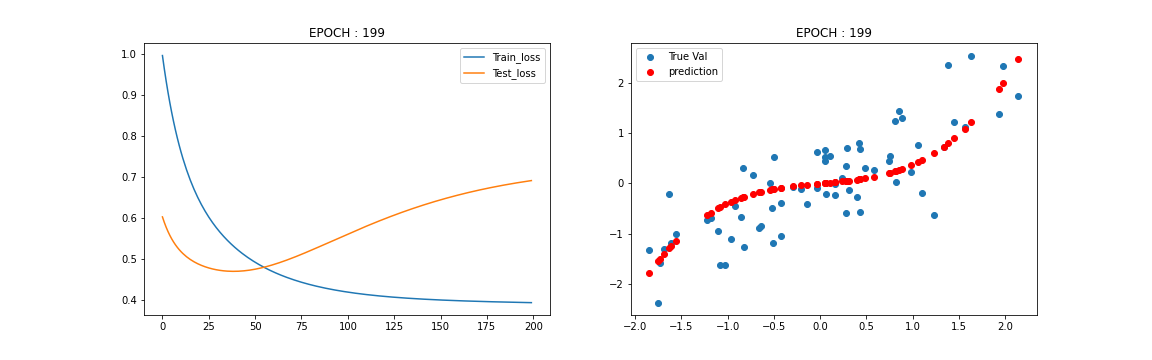 EPOCH : 199
1.0
0.9
0.8
0.7
0.6
0.5
0.4
Train_loss
Test_loss
0 25 50 75 100 125 150 175 200
EPOCH : 199
True Val
prediction
2
1
0
−1
−2
−2.0 −1.5 −1.0 −0.5 0.0 0.5 1.0 1.5 2.0